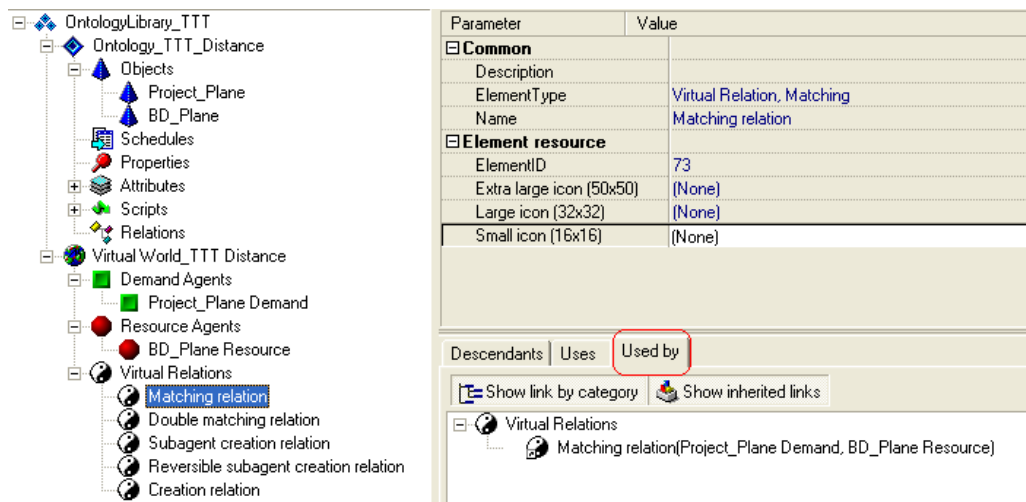 OntologyLibrary_TTT
Ontology_TTT_Distance
Objects
Project_Plane
BD_Plane
Schedules
Properties
Attributes
Scripts
Relations
Virtual World_TTT Distance
Demand Agents
Project_Plane Demand
Resource Agents
BD_Plane Resource
Virtual Relations
Matching relation
Double matching relation
Subagent creation relation
Reversible subagent creation relation
Creation relation
Parameter Value
Common
Description
ElementType Virtual Relation, Matching
Name Matching relation
Element resource
ElementID 73
Extra large icon (50x50) (None)
Large icon (32x32) (None)
Small icon (16x16) (None)
Descendants Uses Used by
Show link by category Show inherited links
Virtual Relations
Matching relation(Project_Plane Demand, BD_Plane Resource)